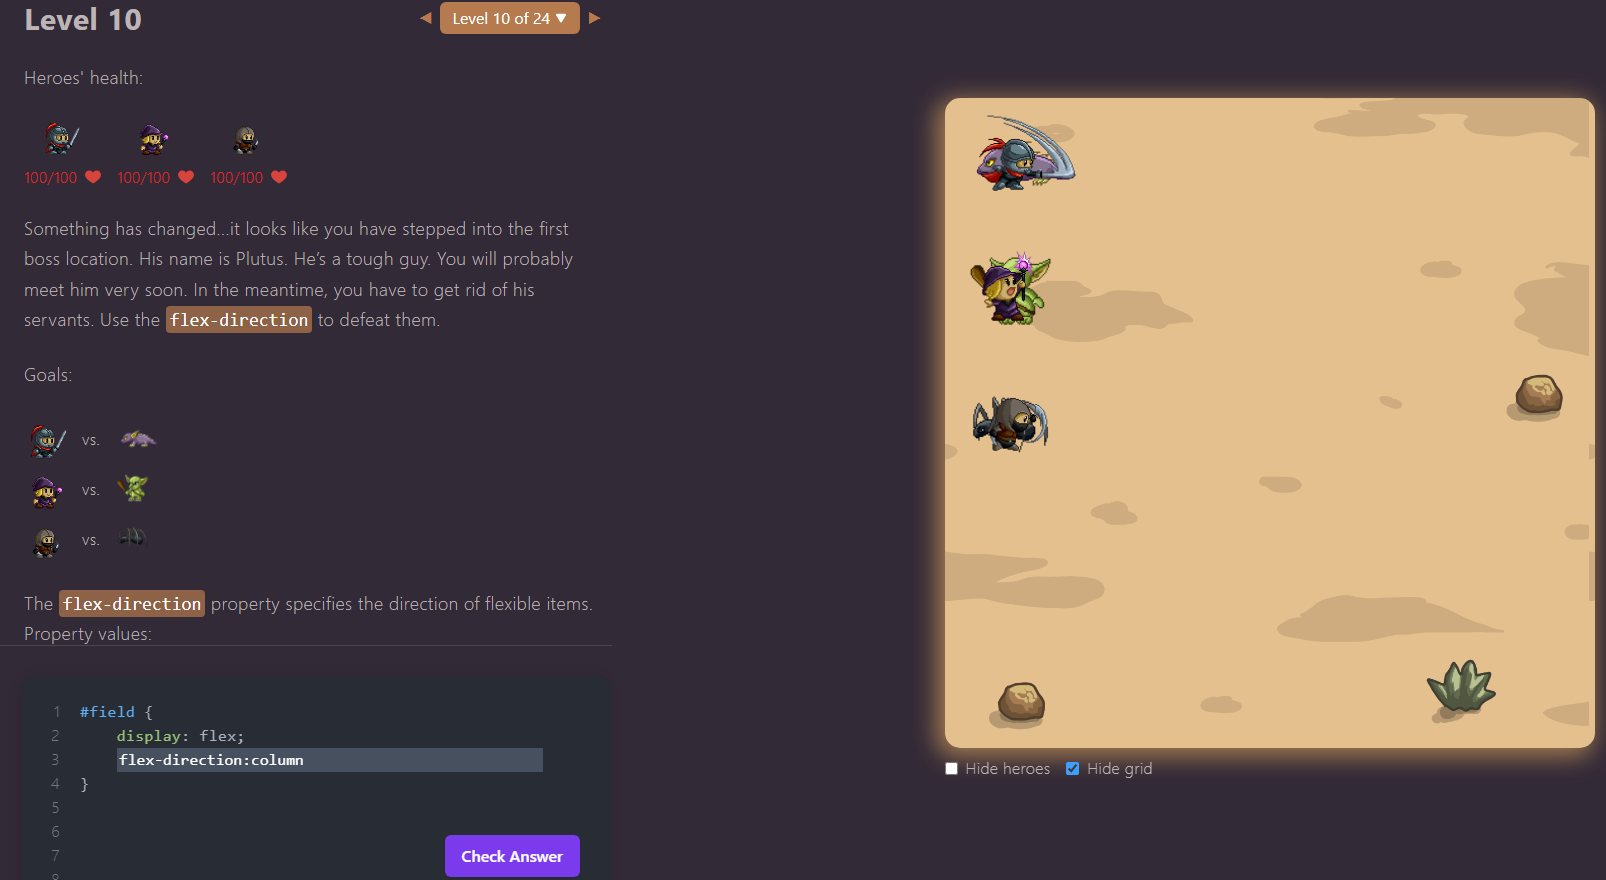 Level 10
◀ Level 10 of 24 ▼ ▶
Heroes' health:
100/100 100/100 100/100
Something has changed...it looks like you have stepped into the first
boss location. His name is Plutus. He's a tough guy. You will probably
meet him very soon. In the meantime, you have to get rid of his
servants. Use the flex-direction to defeat them.
Goals:
vs.
vs.
vs.
The flex-direction property specifies the direction of flexible items.
Property values:
1 #field {
2 display: flex;
3 flex-direction:column
4 }
5
6
7
8
Check Answer
Hide heroes Hide grid